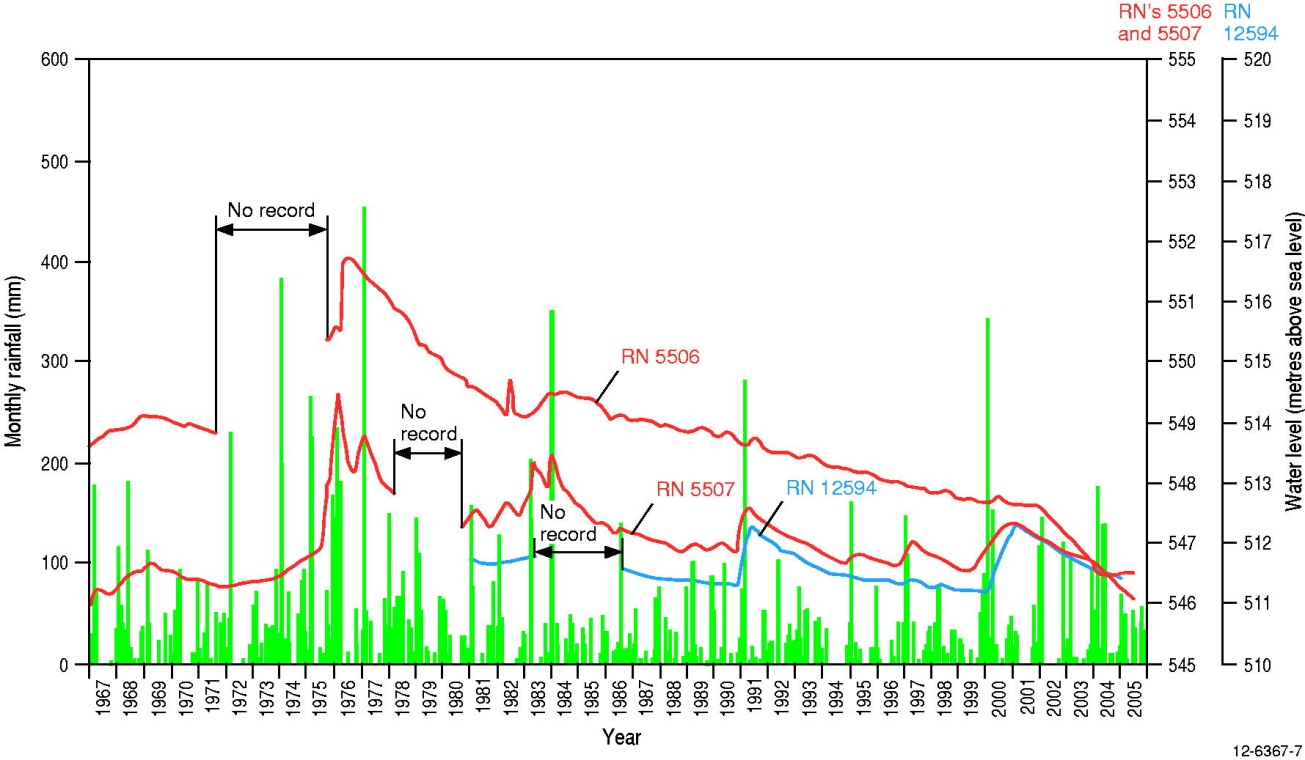 RN's 5506 RN
and 5507 12594
600 555 520
554 519
500
553 518
No record
552 517
400
551 516
300 550 515
RN 5506
No
record
549 514
200
548 513
RN 5507
RN 12594
No
record
547 512
100
546 511
0 545 510
Monthly rainfall (mm)
Water level (metres above sea level)
1967 1968 1969 1970 1971 1972 1973 1974 1975 1976 1977 1978 1979 1980 1981 1982 1983 1984 1985 1986 1987 1988 1989 1990 1991 1992 1993 1994 1995 1996 1997 1998 1999 2000 2001 2002 2003 2004 2005
Year
12-6367-7